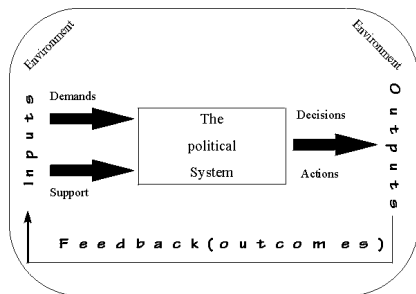 Environment
Environment
Inputs
Demands
Support
The
political
System
Decisions
Actions
Outputs
Feedback(outcomes)